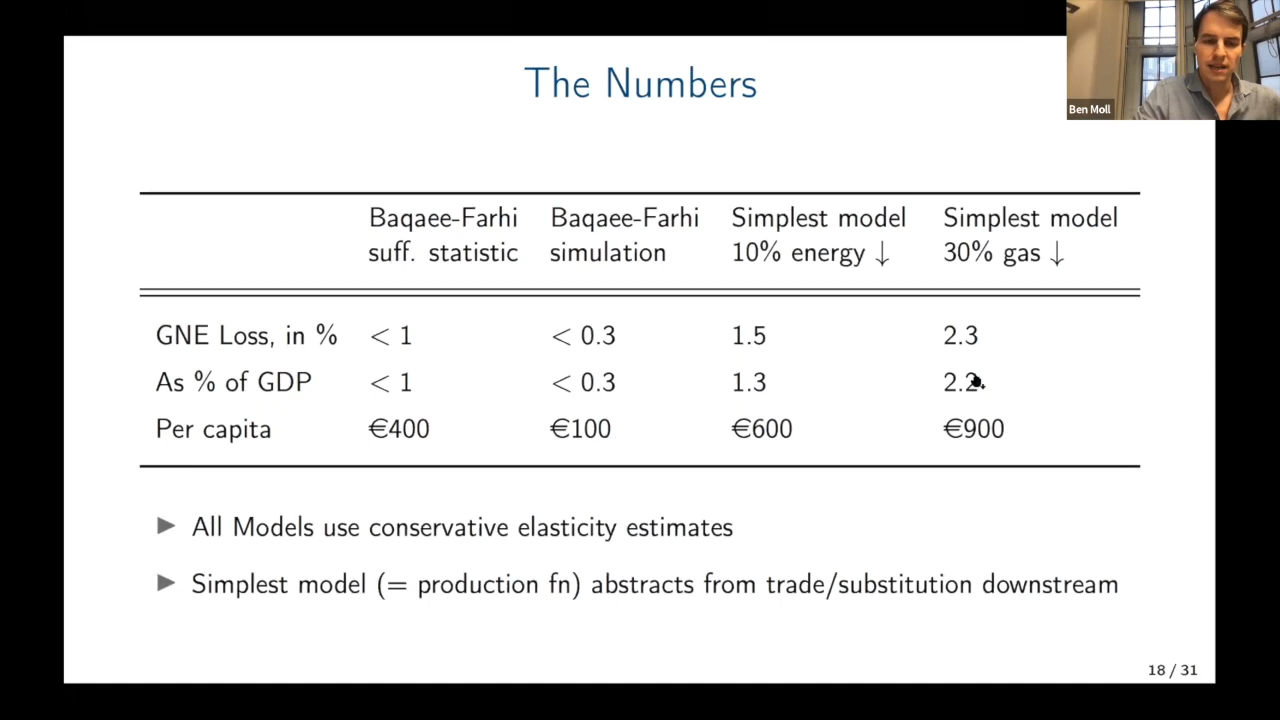 The Numbers
Ben Moll
Baqaee-Farhi Baqaee-Farhi Simplest model Simplest model
suff. statistic simulation 10% energy ↓ 30% gas ↓
GNE Loss, in % < 1 < 0.3 1.5 2.3
As % of GDP < 1 < 0.3 1.3 2.2
Per capita €400 €100 €600 €900
▶ All Models use conservative elasticity estimates
▶ Simplest model (= production fn) abstracts from trade/substitution downstream
18 / 31